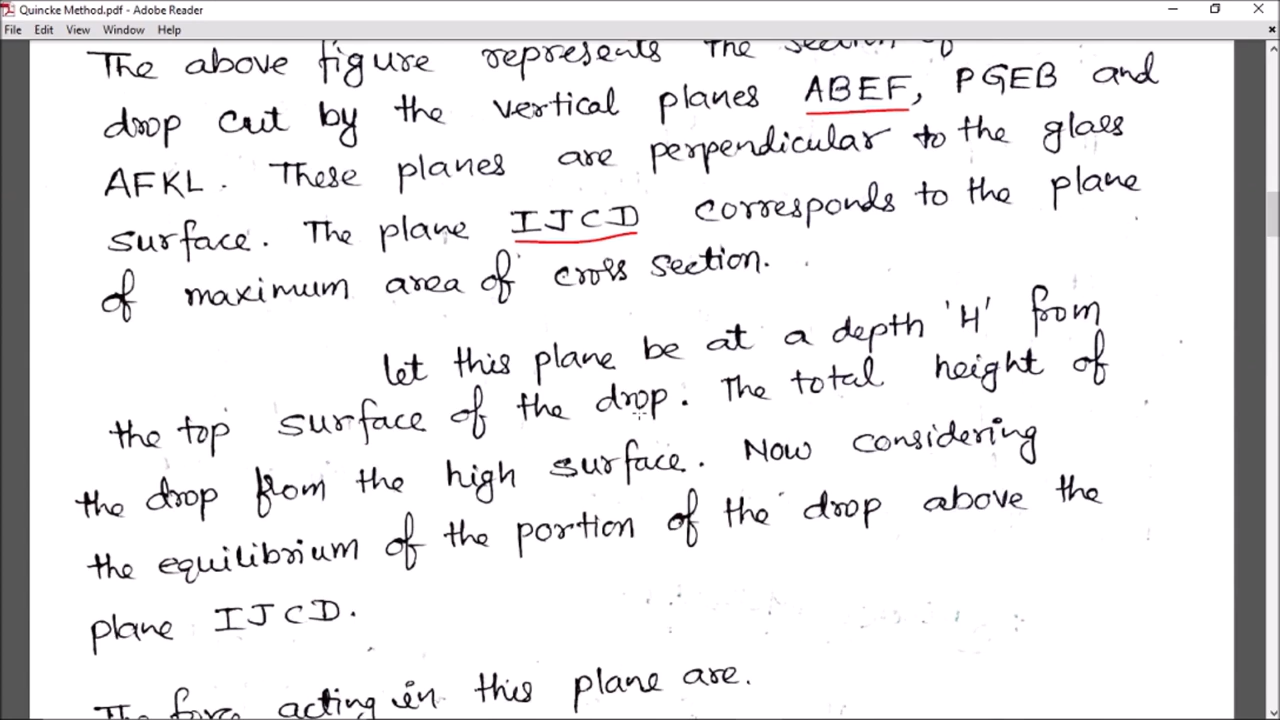 Quincke Method.pdf - Adobe Reader
File Edit View Window Help
The above figure represents the section of
drop cut by the vertical planes ABEF, PGEB and
AFKL. These planes are perpendicular to the glass
surface. The plane IJCD corresponds to the plane
of maximum area of cross section.
let this plane be at a depth 'H' from
the top surface of the drop. The total height of
the drop from the high surface. Now considering
the equilibrium of the portion of the drop above the
plane IJCD.
The force acting in this plane are.